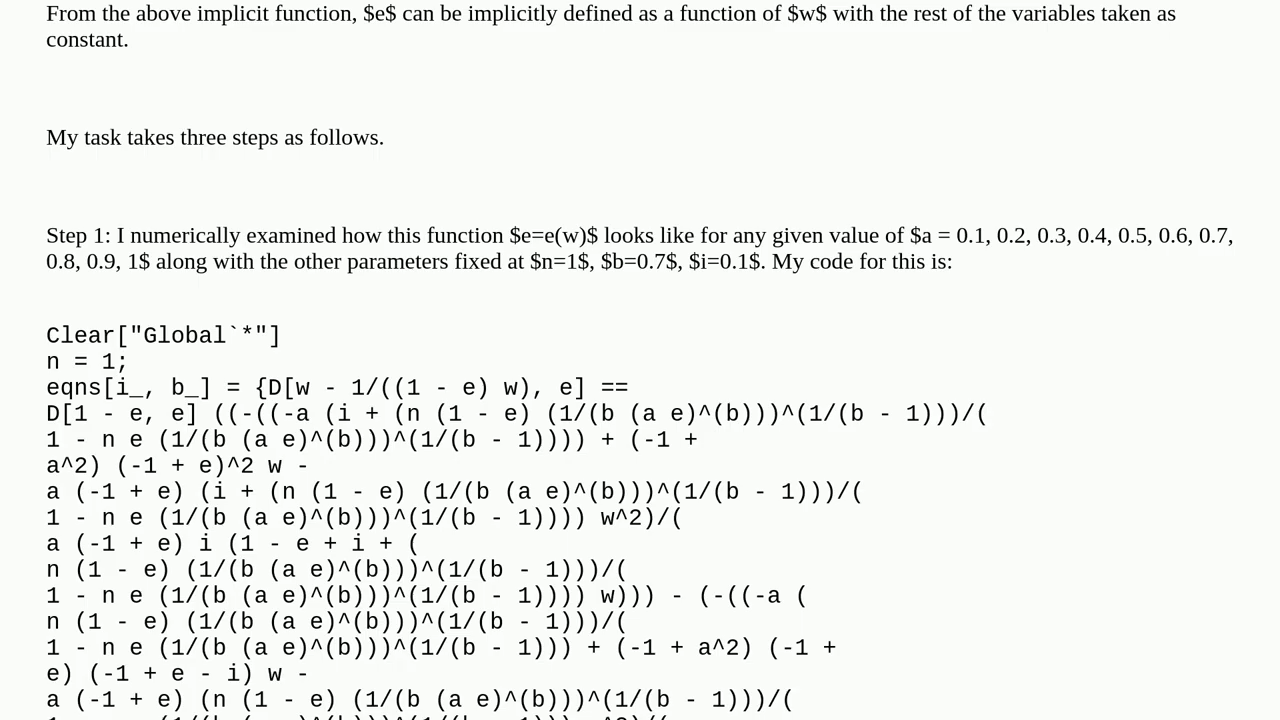 From the above implicit function, $e$ can be implicitly defined as a function of $w$ with the rest of the variables taken as
constant.
My task takes three steps as follows.
Step 1: I numerically examined how this function $e=e(w)$ looks like for any given value of $a = 0.1, 0.2, 0.3, 0.4, 0.5, 0.6, 0.7,
0.8, 0.9, 1$ along with the other parameters fixed at $n=1$, $b=0.7$, $i=0.1$. My code for this is:
Clear["Global`*"]
n = 1;
eqns[i_, b_] = {D[w - 1/((1 - e) w), e] ==
D[1 - e, e] ((-((-a (i + (n (1 - e) (1/(b (a e)^(b)))^(1/(b - 1)))/(
1 - n e (1/(b (a e)^(b)))^(1/(b - 1)))) + (-1 +
a^2) (-1 + e)^2 w -
a (-1 + e) (i + (n (1 - e) (1/(b (a e)^(b)))^(1/(b - 1)))/(
1 - n e (1/(b (a e)^(b)))^(1/(b - 1)))) w^2)/(
a (-1 + e) i (1 - e + i + (
n (1 - e) (1/(b (a e)^(b)))^(1/(b - 1)))/(
1 - n e (1/(b (a e)^(b)))^(1/(b - 1)))) w))) - (-((-a (
n (1 - e) (1/(b (a e)^(b)))^(1/(b - 1)))/(
1 - n e (1/(b (a e)^(b)))^(1/(b - 1))) + (-1 + a^2) (-1 +
e) (-1 + e - i) w -
a (-1 + e) (n (1 - e) (1/(b (a e)^(b)))^(1/(b - 1)))/(